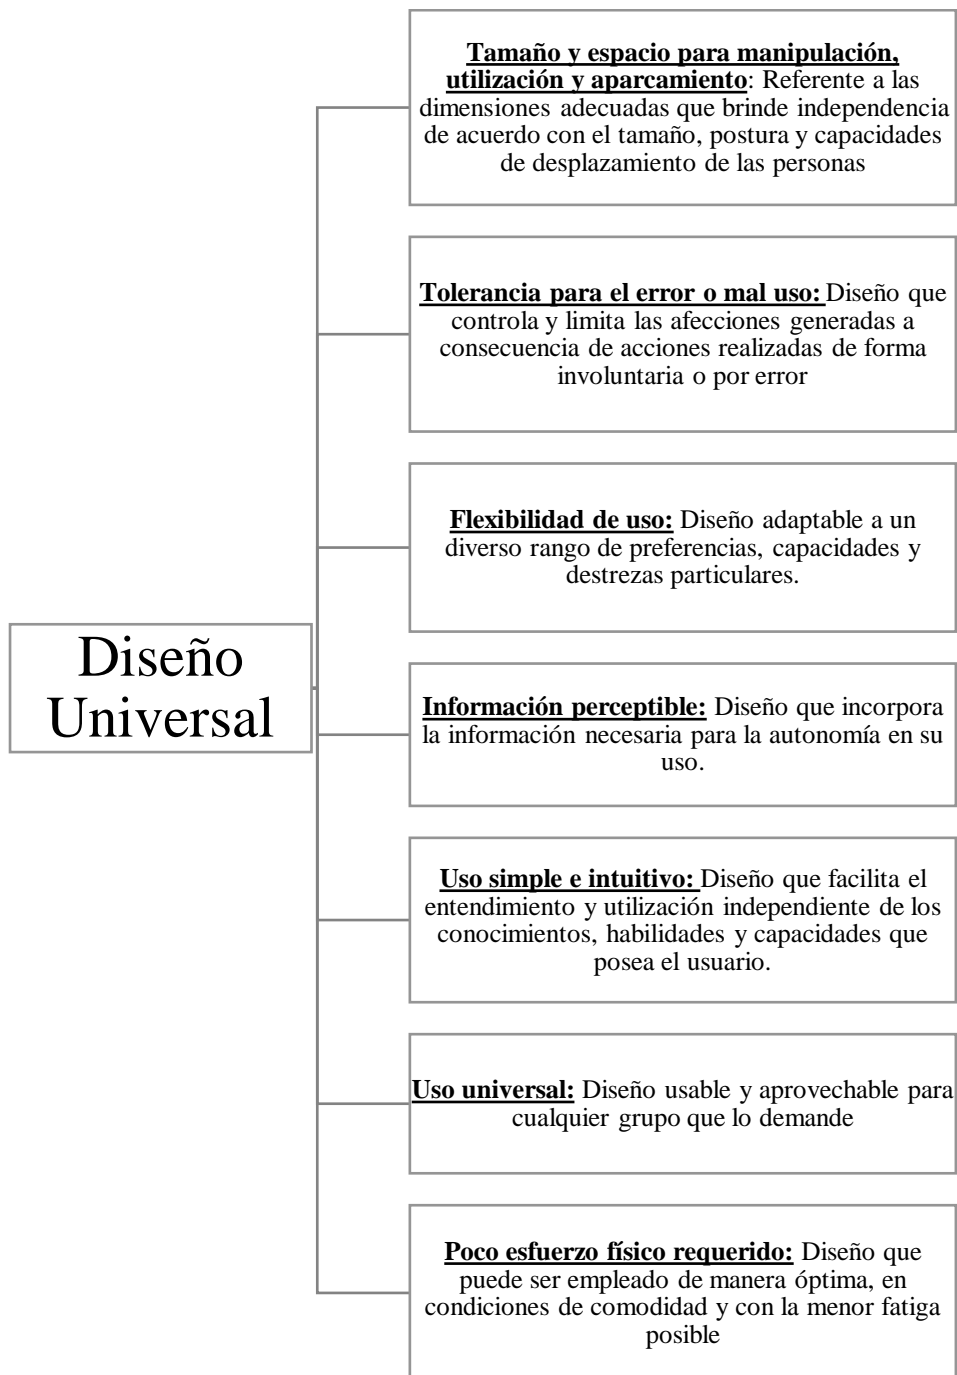 Tamaño y espacio para manipulación,
utilización y aparcamiento: Referente a las
dimensiones adecuadas que brinde independencia
de acuerdo con el tamaño, postura y capacidades
de desplazamiento de las personas
Tolerancia para el error o mal uso: Diseño que
controla y limita las afecciones generadas a
consecuencia de acciones realizadas de forma
involuntaria o por error
Flexibilidad de uso: Diseño adaptable a un
diverso rango de preferencias, capacidades y
destrezas particulares.
Diseño
Universal
Información perceptible: Diseño que incorpora
la información necesaria para la autonomía en su
uso.
Uso simple e intuitivo: Diseño que facilita el
entendimiento y utilización independiente de los
conocimientos, habilidades y capacidades que
posea el usuario.
Uso universal: Diseño usable y aprovechable para
cualquier grupo que lo demande
Poco esfuerzo físico requerido: Diseño que
puede ser empleado de manera óptima, en
condiciones de comodidad y con la menor fatiga
posible